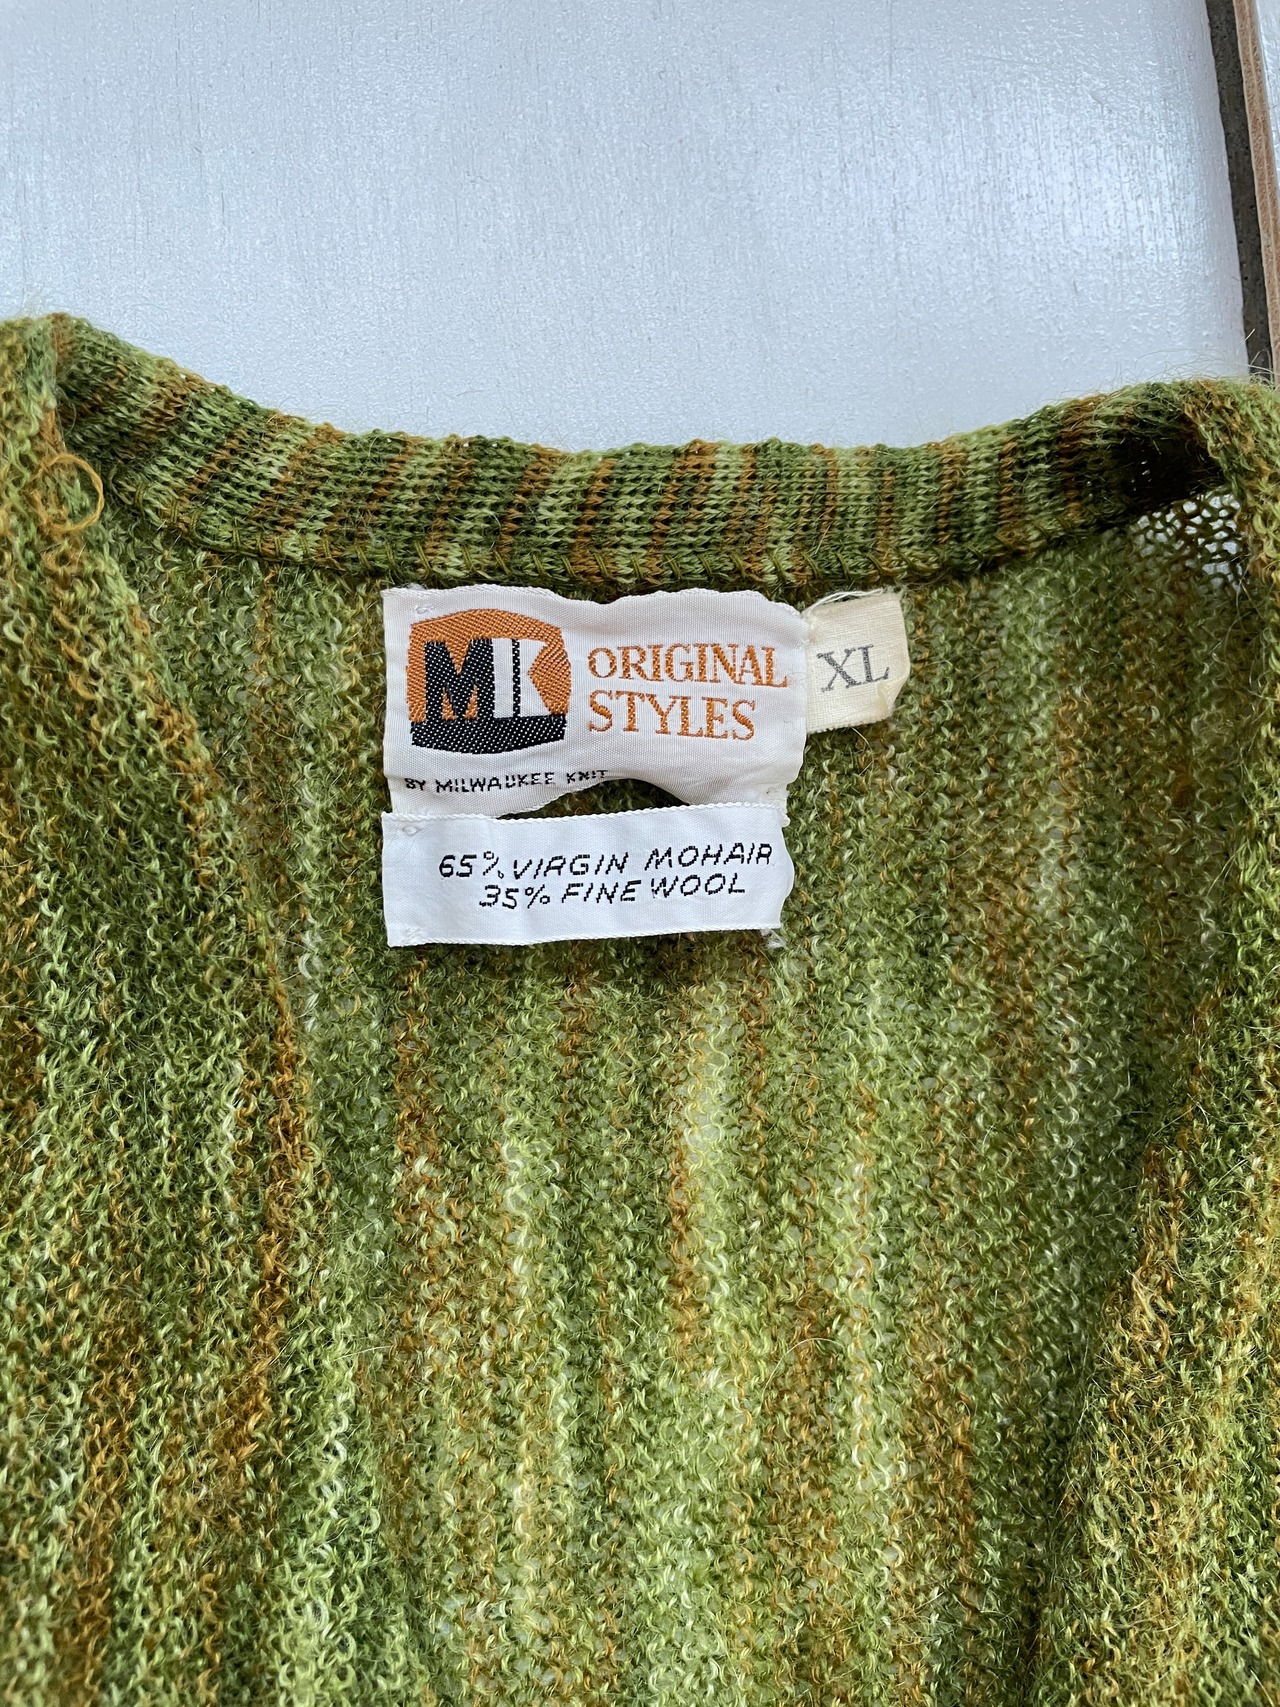 MK
ORIGINAL
STYLES
XL
BY MILWAUKEE KNIT
65% VIRGIN MOHAIR
35% FINE WOOL